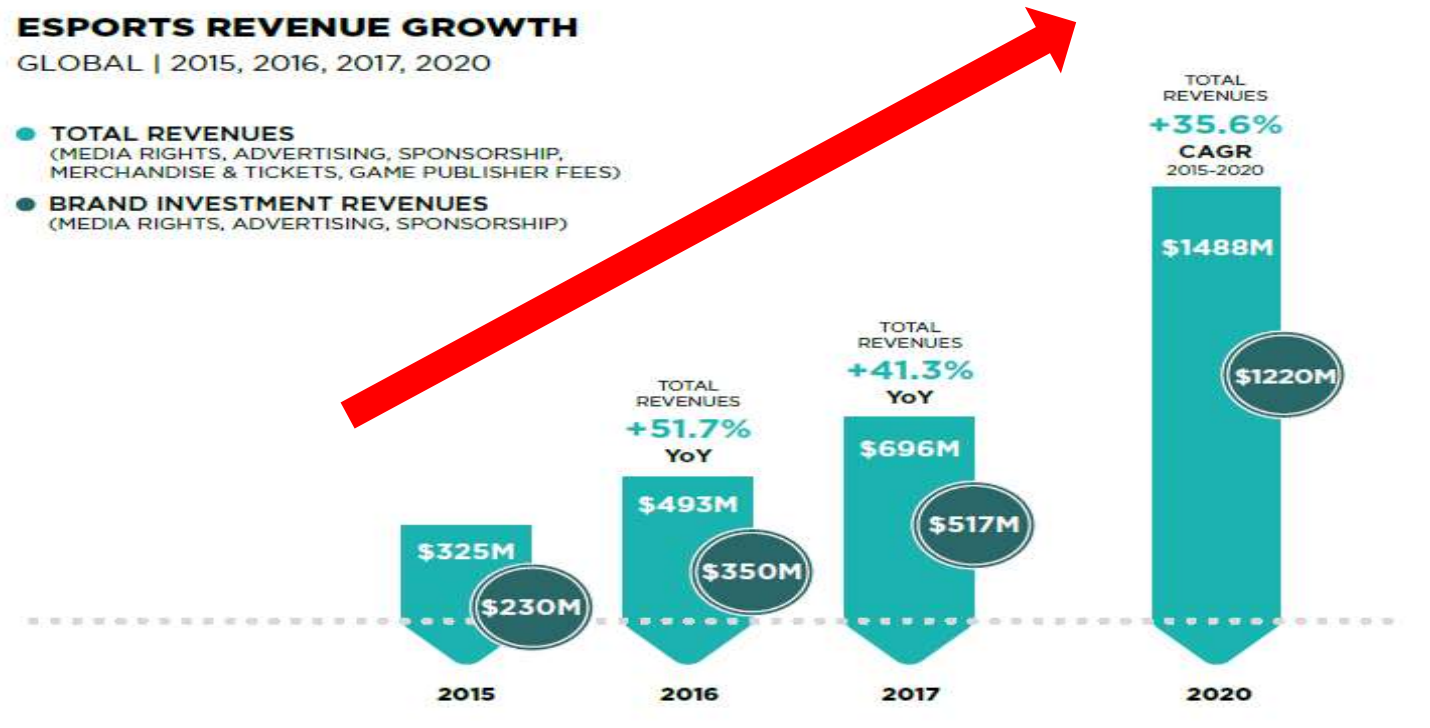 ESPORTS REVENUE GROWTH
GLOBAL | 2015, 2016, 2017, 2020
TOTAL REVENUES
(MEDIA RIGHTS, ADVERTISING, SPONSORSHIP,
MERCHANDISE & TICKETS, GAME PUBLISHER FEES)
BRAND INVESTMENT REVENUES
(MEDIA RIGHTS, ADVERTISING, SPONSORSHIP)
$325M
$230M
2015
TOTAL
REVENUES
+51.7%
YoY
$493M
$350M
2016
TOTAL
REVENUES
+41.3%
YoY
$696M
$517M
2017
TOTAL
REVENUES
+35.6%
CAGR
2015-2020
$1488M
$1220M
2020